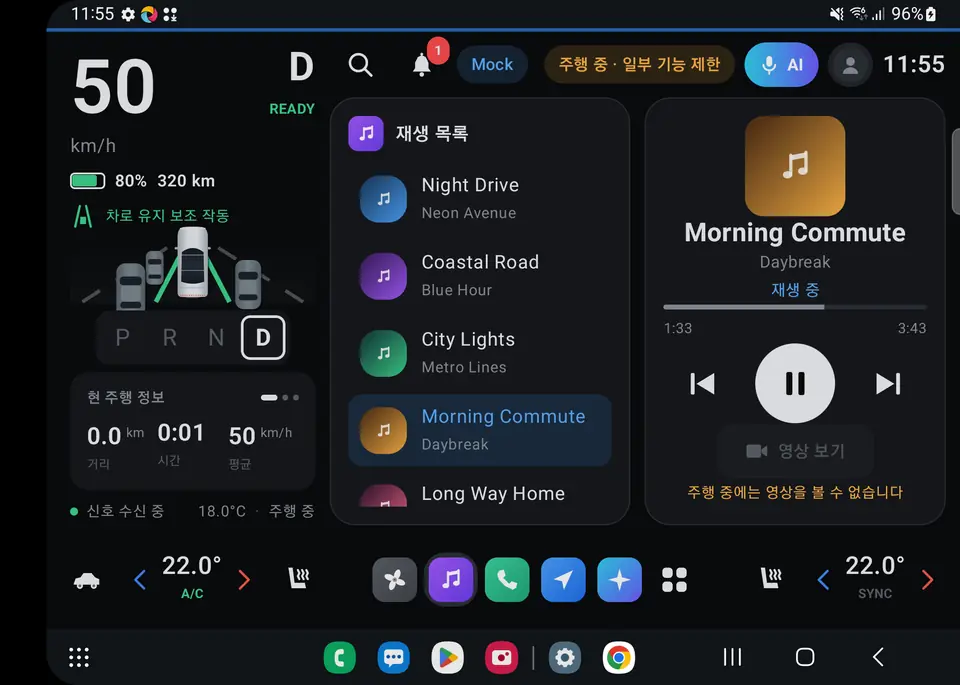 11:55
96%
50
D
READY
km/h
80% 320 km
차로 유지 보조 작동
P R N D
현 주행 정보
0.0 km 0:01 50 km/h
거리 시간 평균
신호 수신 중 18.0°C · 주행 중
1
Mock
주행 중 · 일부 기능 제한
AI
11:55
재생 목록
Night Drive
Neon Avenue
Coastal Road
Blue Hour
City Lights
Metro Lines
Morning Commute
Daybreak
Long Way Home
Morning Commute
Daybreak
재생 중
1:33 3:43
영상 보기
주행 중에는 영상을 볼 수 없습니다
22.0°
A/C
22.0°
SYNC